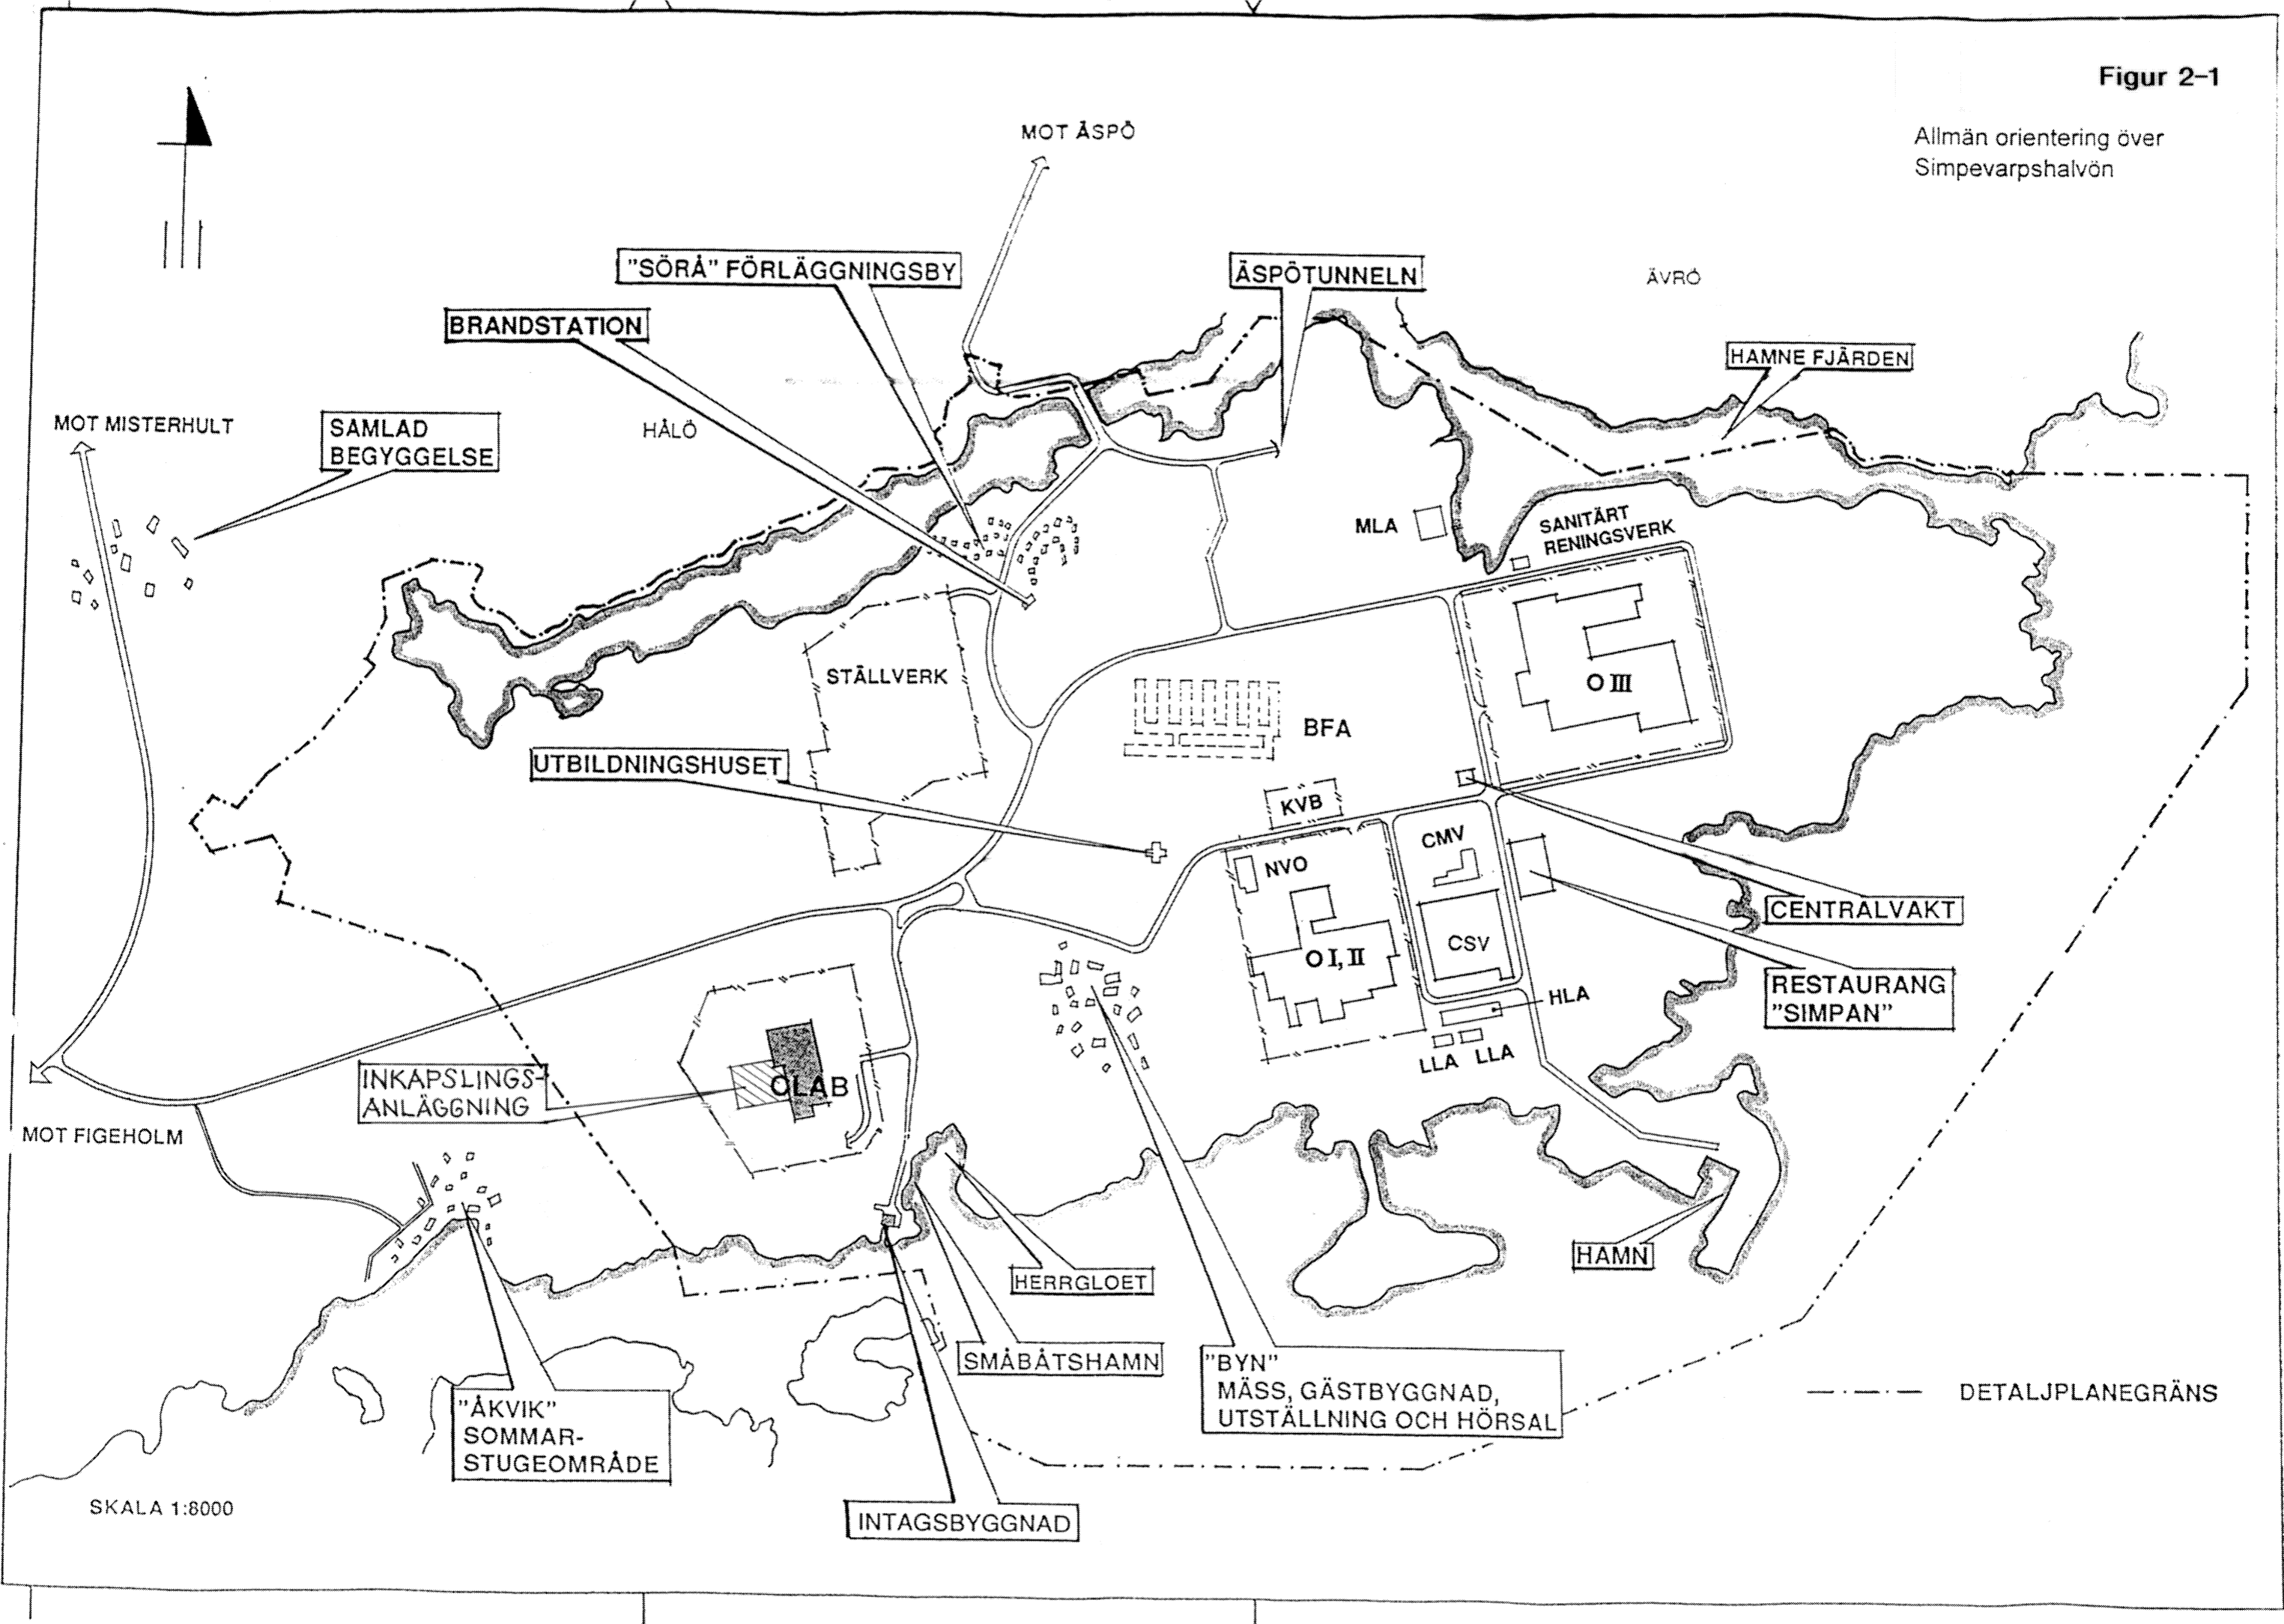 Figur 2-1
Allmän orientering över
Simpevarpshalvön
MOT ÄSPÖ
"SÖRÅ" FÖRLÄGGNINGSBY
ÄSPÖTUNNELN
ÄVRÖ
BRANDSTATION
HAMNE FJÄRDEN
MOT MISTERHULT
SAMLAD
BEGYGGELSE
HÅLÖ
MLA
SANITÄRT
RENINGSVERK
STÄLLVERK
O III
BFA
UTBILDNINGSHUSET
KVB
CMV
NVO
CENTRALVAKT
CSV
O I, II
RESTAURANG
"SIMPAN"
HLA
LLA LLA
INKAPSLINGS-
ANLÄGGNING
CLAB
MOT FIGEHOLM
HERRGLOET
HAMN
SMÅBÅTSHAMN
"BYN"
MÄSS, GÄSTBYGGNAD,
UTSTÄLLNING OCH HÖRSAL
DETALJPLANEGRÄNS
"ÅKVIK"
SOMMAR-
STUGEOMRÅDE
SKALA 1:8000
INTAGSBYGGNAD